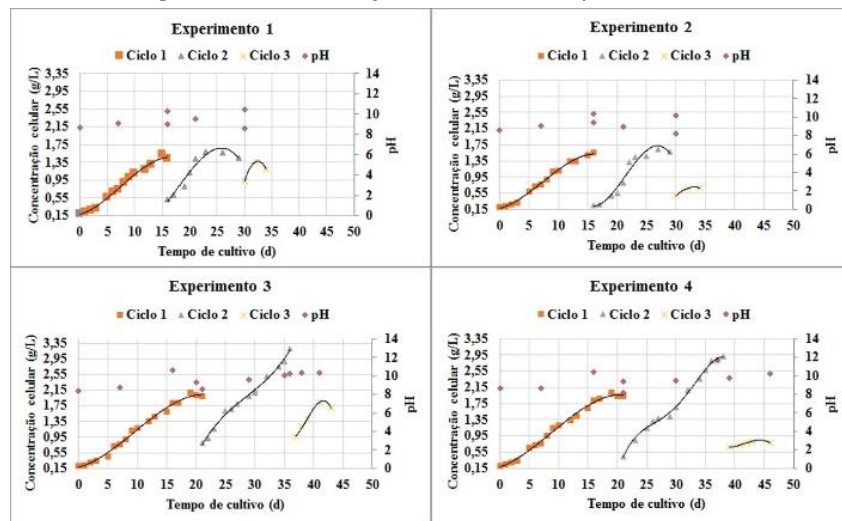 Experimento 1
Ciclo 1 Ciclo 2 Ciclo 3 pH
Concentração celular (g/L)
3,35
2,95
2,55
2,15
1,75
1,35
0,95
0,55
0,15
14
12
10
8
6
4
2
0
pH
0 5 10 15 20 25 30 35 40 45 50
Tempo de cultivo (d)
Experimento 2
Ciclo 1 Ciclo 2 Ciclo 3 pH
Concentração celular (g/L)
3,35
2,95
2,55
2,15
1,75
1,35
0,95
0,55
0,15
14
12
10
8
6
4
2
0
pH
0 5 10 15 20 25 30 35 40 45 50
Tempo de cultivo (d)
Experimento 3
Ciclo 1 Ciclo 2 Ciclo 3 pH
Concentração celular (g/L)
3,35
2,95
2,55
2,15
1,75
1,35
0,95
0,55
0,15
14
12
10
8
6
4
2
0
pH
0 5 10 15 20 25 30 35 40 45 50
Tempo de cultivo (d)
Experimento 4
Ciclo 1 Ciclo 2 Ciclo 3 pH
Concentração celular (g/L)
3,35
2,95
2,55
2,15
1,75
1,35
0,95
0,55
0,15
14
12
10
8
6
4
2
0
pH
0 5 10 15 20 25 30 35 40 45 50
Tempo de cultivo (d)